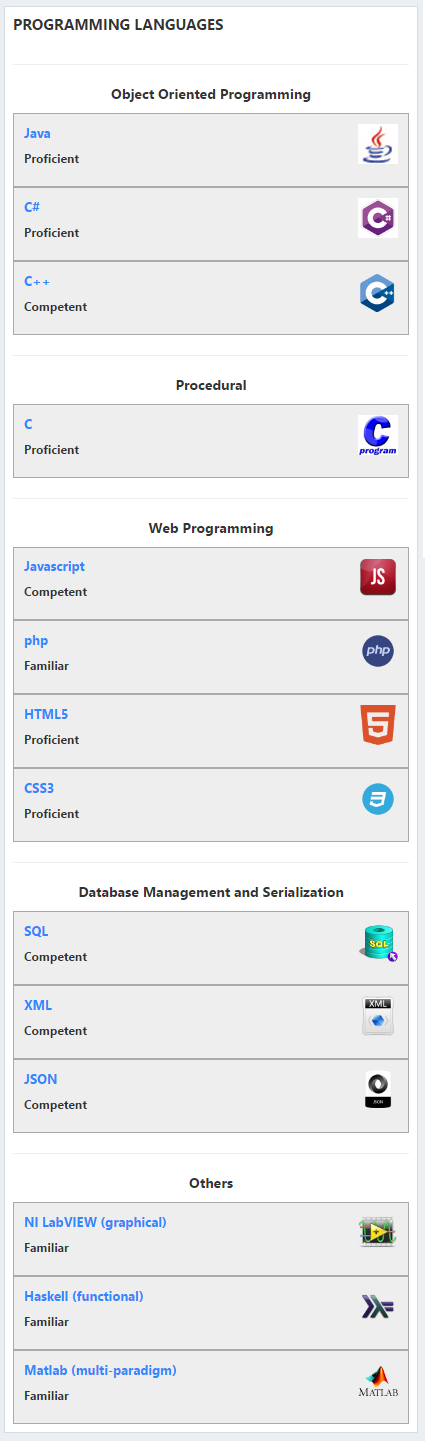 PROGRAMMING LANGUAGES
Object Oriented Programming
Java
Proficient
C#
Proficient
C#
C++
Competent
C++
Procedural
C
Proficient
C
program
Web Programming
Javascript
Competent
JS
php
Familiar
php
HTML5
Proficient
5
CSS3
Proficient
3
Database Management and Serialization
SQL
Competent
SQL
XML
Competent
XML
JSON
Competent
JSON
Others
NI LabVIEW (graphical)
Familiar
Haskell (functional)
Familiar
Matlab (multi-paradigm)
Familiar
MATLAB